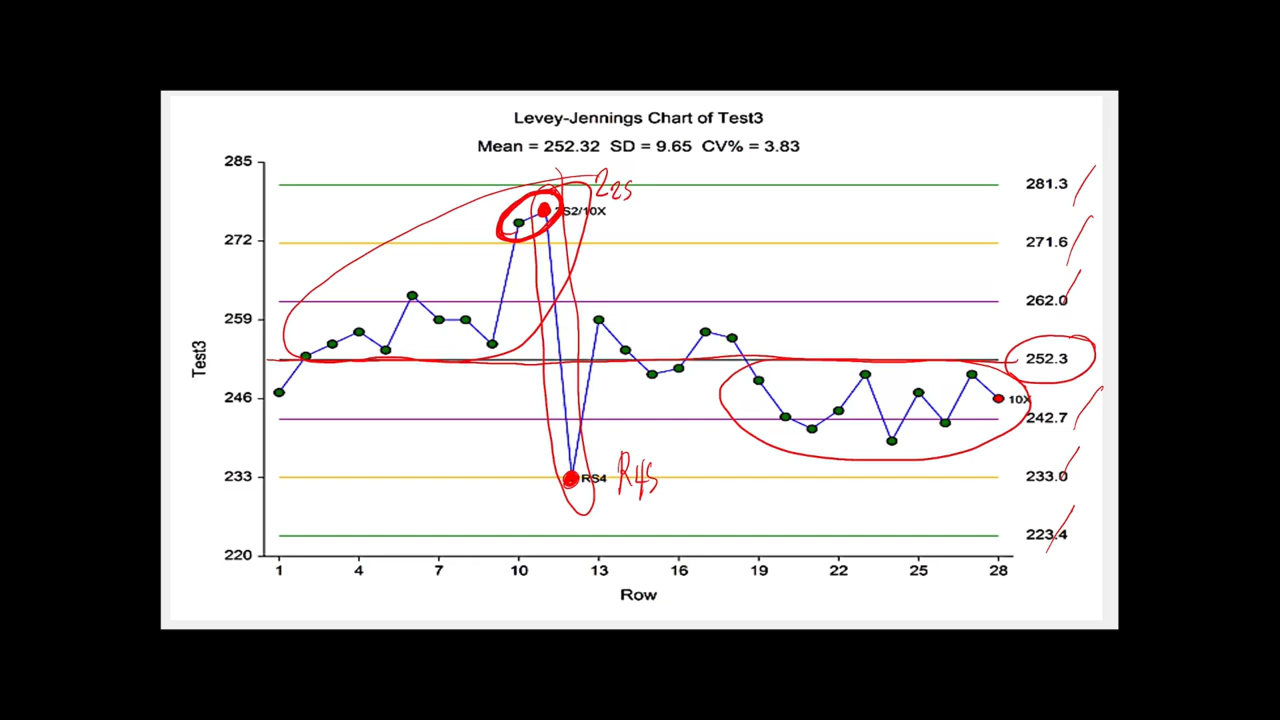 Levey-Jennings Chart of Test3
Mean = 252.32 SD = 9.65 CV% = 3.83
285
272
259
246
233
220
Test3
281.3
271.6
262.0
252.3
242.7
233.0
223.4
2 2s
2S2/10X
RS4
R4s
10X
1 4 7 10 13 16 19 22 25 28
Row